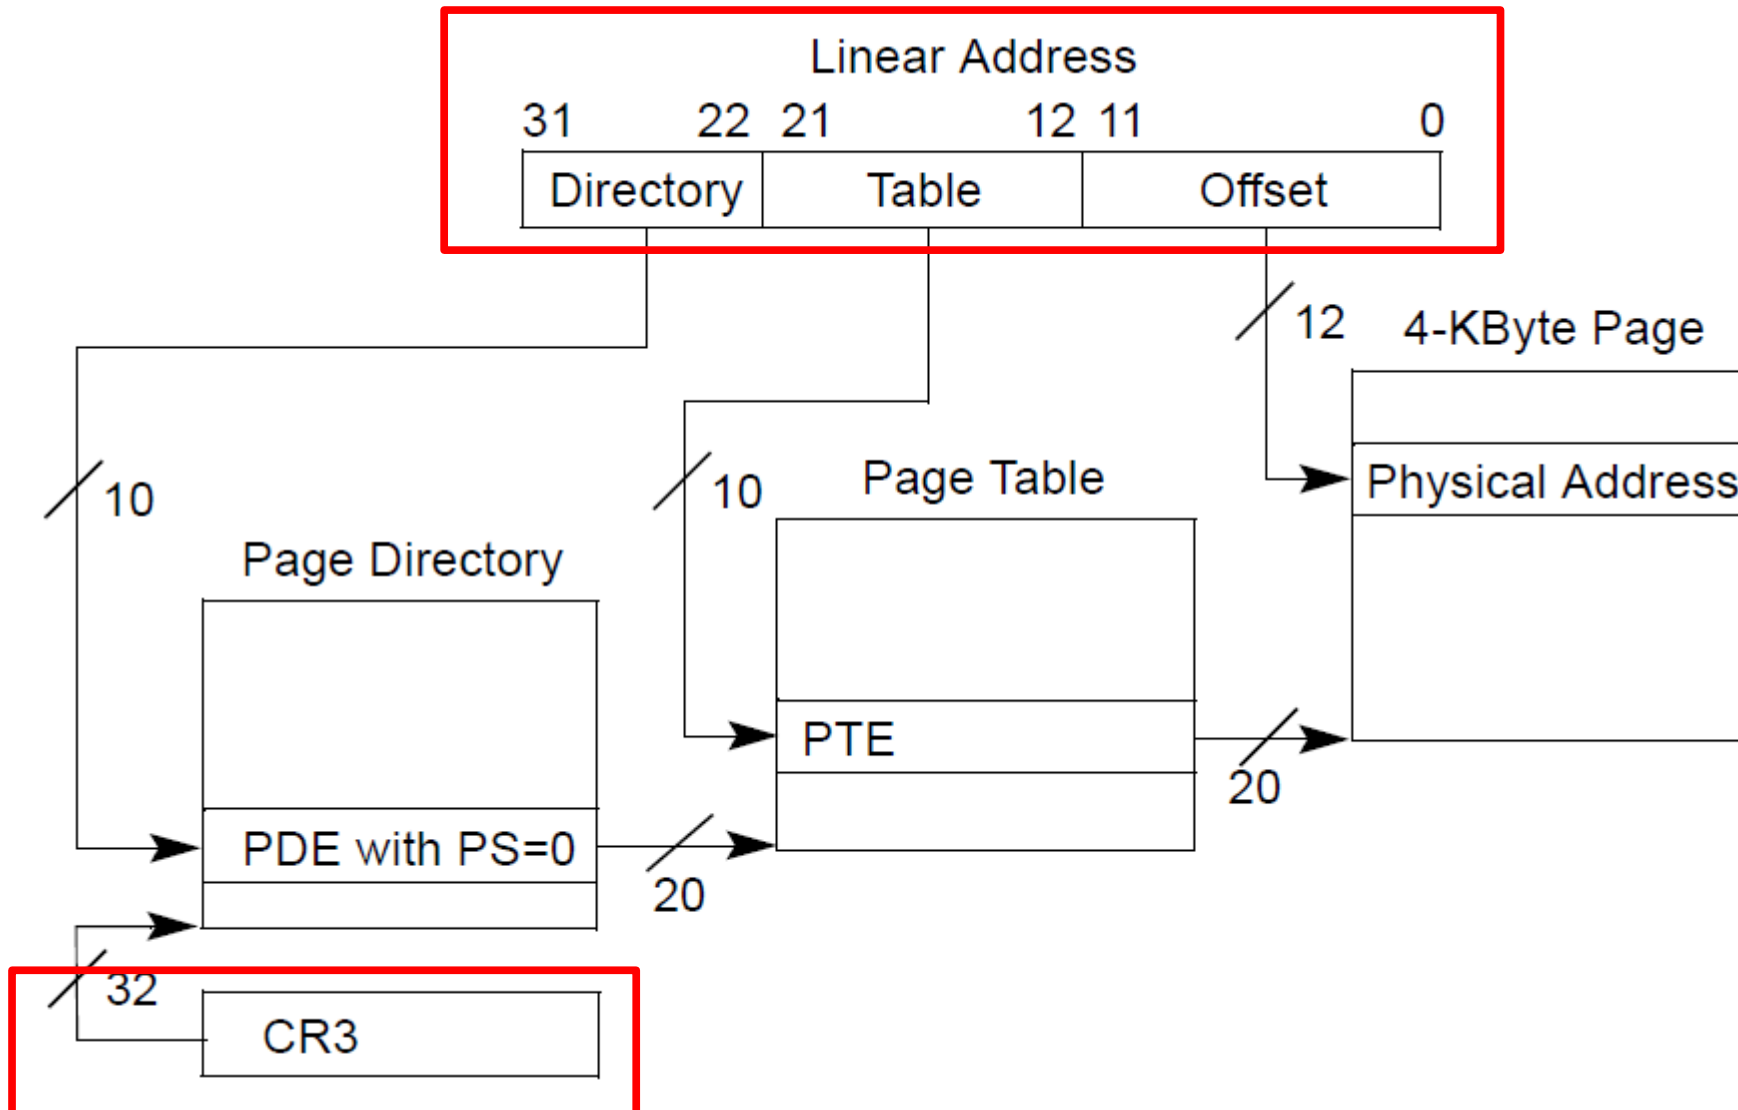 Linear Address
31 22 21 12 11 0
Directory Table Offset
12
4-KByte Page
10
10
Page Table
Physical Address
Page Directory
PTE
20
PDE with PS=0
20
32
CR3